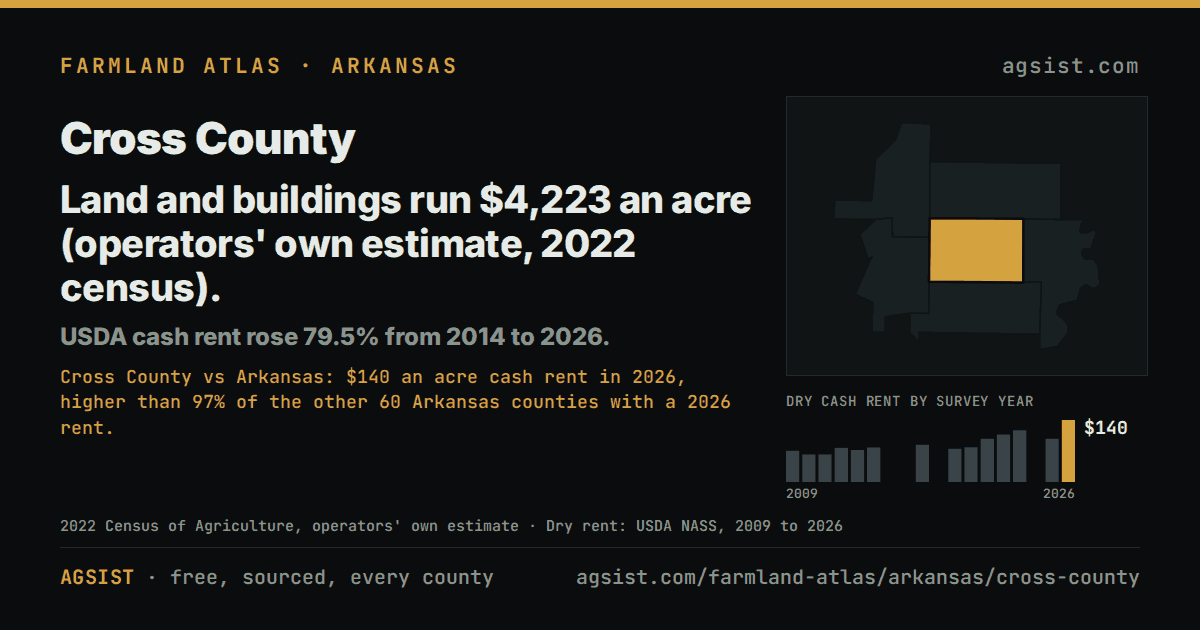 FARMLAND ATLAS · ARKANSAS
agsist.com
Cross County
Land and buildings run $4,223 an acre
(operators' own estimate, 2022
census).
USDA cash rent rose 79.5% from 2014 to 2026.
Cross County vs Arkansas: $140 an acre cash rent in 2026,
higher than 97% of the other 60 Arkansas counties with a 2026
rent.
DRY CASH RENT BY SURVEY YEAR
$140
2009
2026
2022 Census of Agriculture, operators' own estimate · Dry rent: USDA NASS, 2009 to 2026
AGSIST · free, sourced, every county
agsist.com/farmland-atlas/arkansas/cross-county